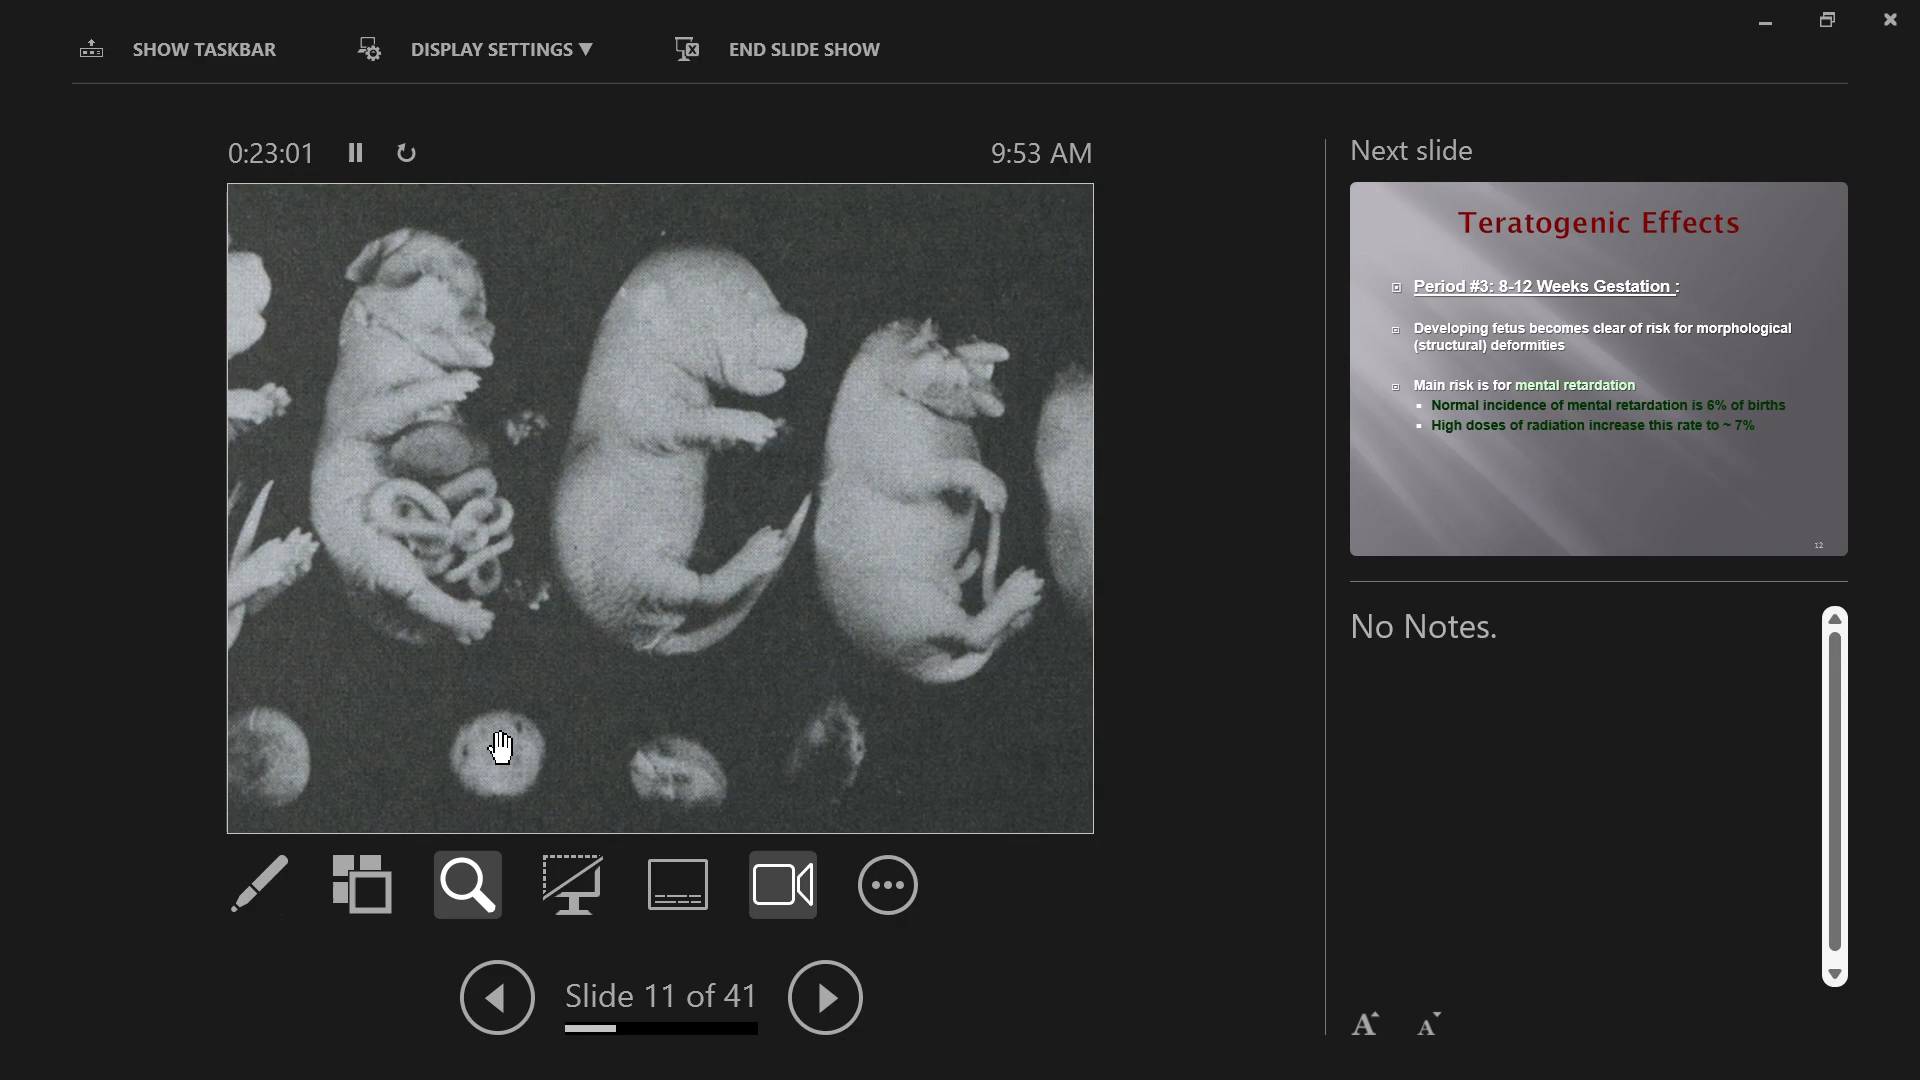 SHOW TASKBAR
DISPLAY SETTINGS ▼
END SLIDE SHOW
0:23:01
9:53 AM
Next slide
Teratogenic Effects
Period #3: 8-12 Weeks Gestation :
Developing fetus becomes clear of risk for morphological
(structural) deformities
Main risk is for mental retardation
Normal incidence of mental retardation is 6% of births
High doses of radiation increase this rate to ~ 7%
12
No Notes.
Slide 11 of 41
A A